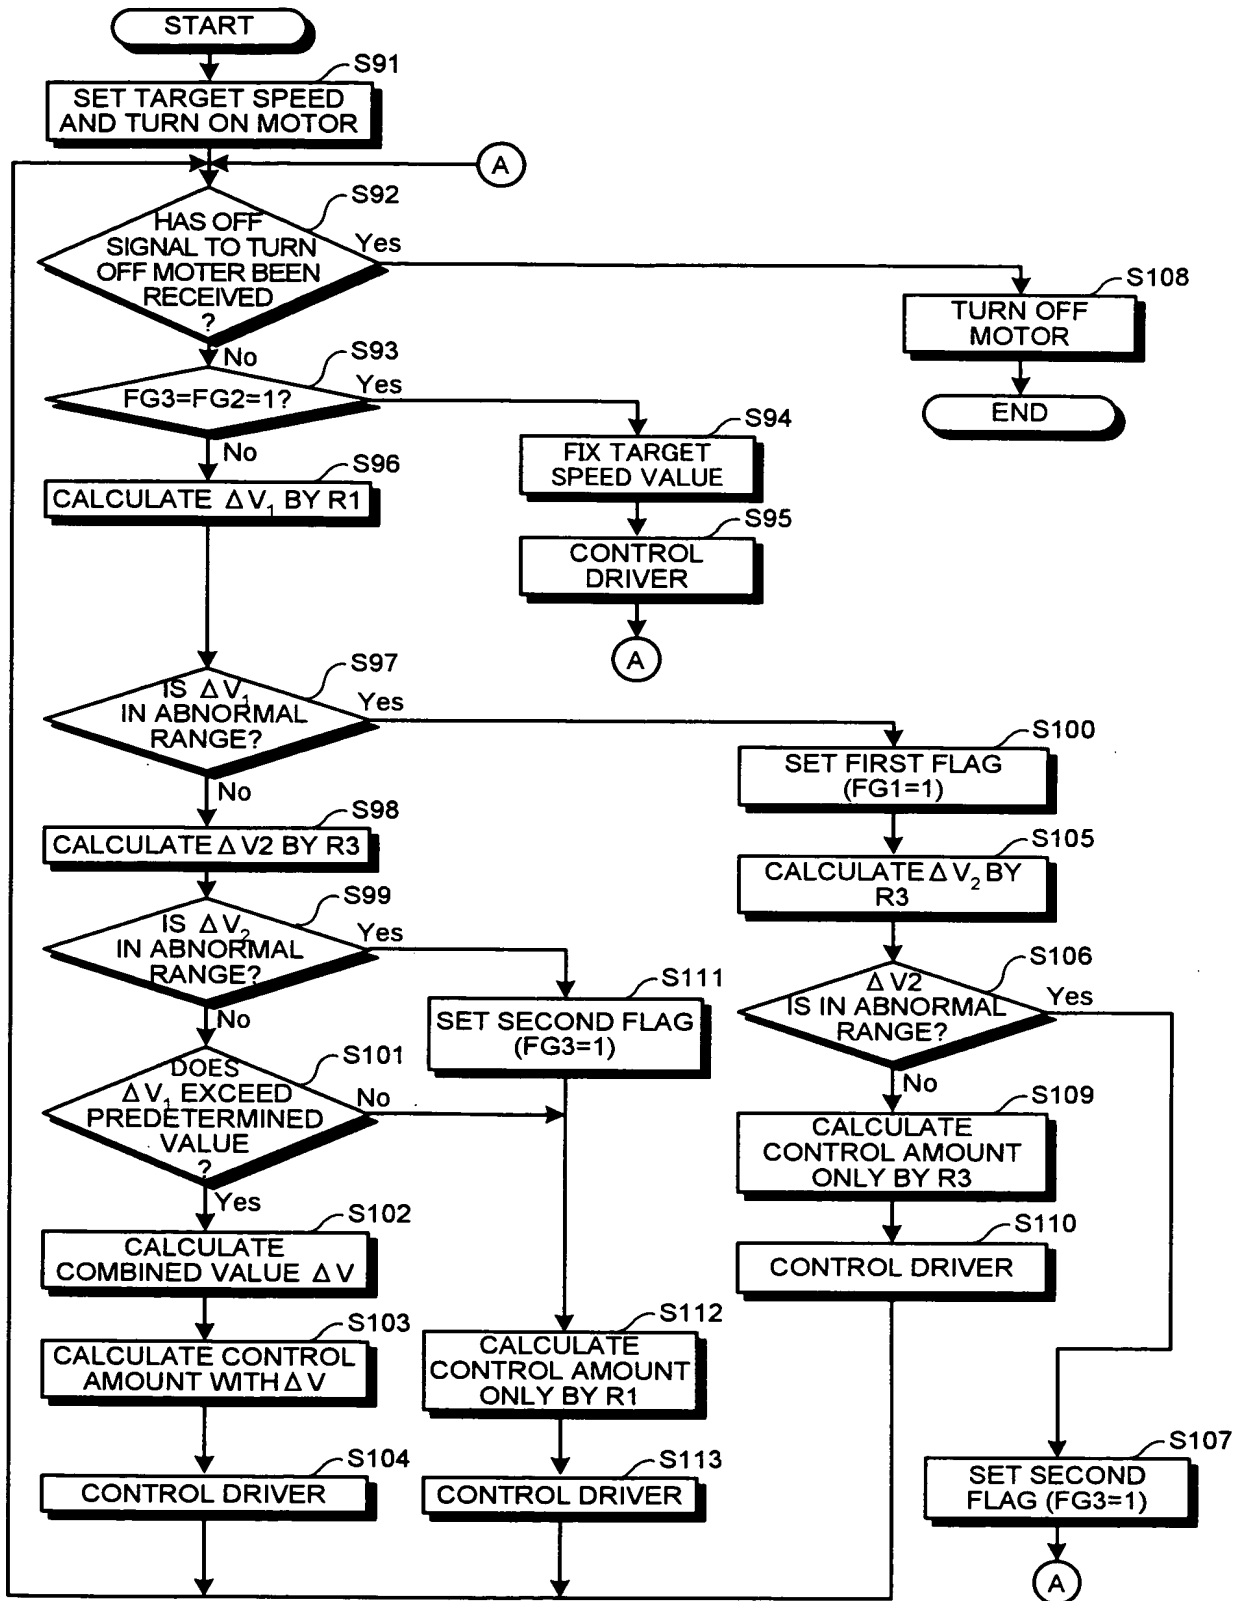 START
S91
SET TARGET SPEED
AND TURN ON MOTOR
A
S92
HAS OFF
SIGNAL TO TURN
OFF MOTER BEEN
RECEIVED
?
Yes
No
S108
TURN OFF
MOTOR
END
S93
FG3=FG2=1?
Yes
No
S94
FIX TARGET
SPEED VALUE
S95
CONTROL
DRIVER
A
S96
CALCULATE ΔV₁ BY R1
S97
IS ΔV₁
IN ABNORMAL
RANGE?
Yes
No
S98
CALCULATE ΔV2 BY R3
S99
IS ΔV₂
IN ABNORMAL
RANGE?
Yes
No
S100
SET FIRST FLAG
(FG1=1)
S105
CALCULATE ΔV₂ BY
R3
S106
ΔV2
IS IN ABNORMAL
RANGE?
Yes
No
S111
SET SECOND FLAG
(FG3=1)
S101
DOES
ΔV₁ EXCEED
PREDETERMINED
VALUE
?
No
Yes
S109
CALCULATE
CONTROL AMOUNT
ONLY BY R3
S110
CONTROL DRIVER
S102
CALCULATE
COMBINED VALUE ΔV
S103
CALCULATE CONTROL
AMOUNT WITH ΔV
S104
CONTROL DRIVER
S112
CALCULATE
CONTROL AMOUNT
ONLY BY R1
S113
CONTROL DRIVER
S107
SET SECOND
FLAG (FG3=1)
A